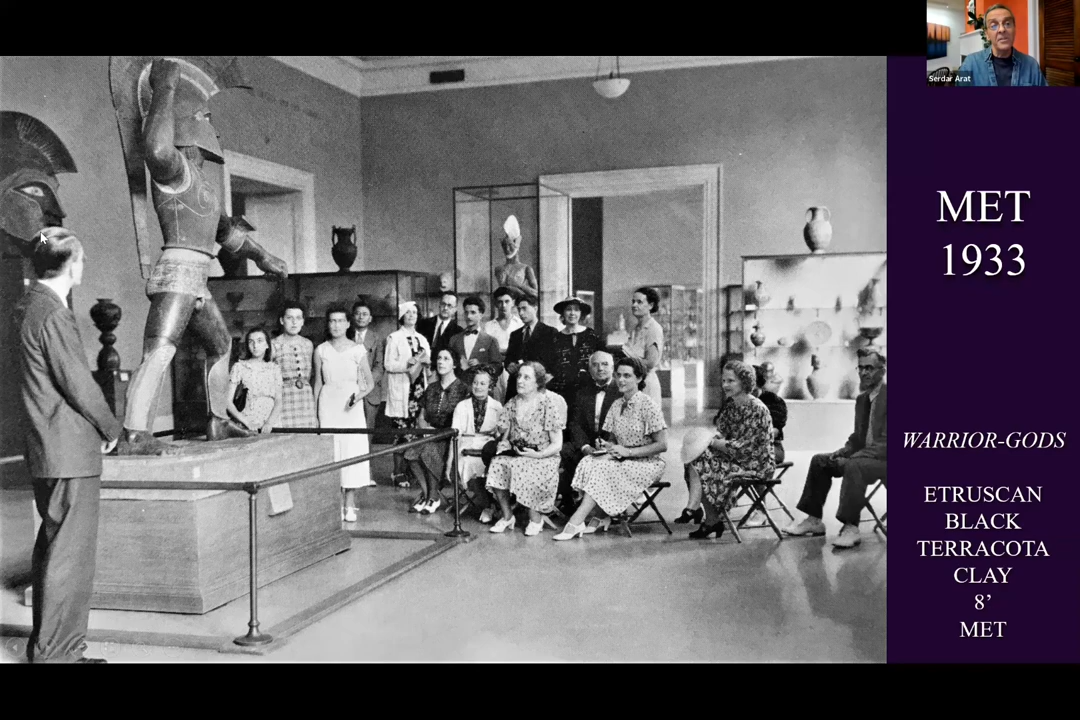 Serdar Arat
MET
1933
WARRIOR-GODS
ETRUSCAN
BLACK
TERRACOTA
CLAY
8’
MET